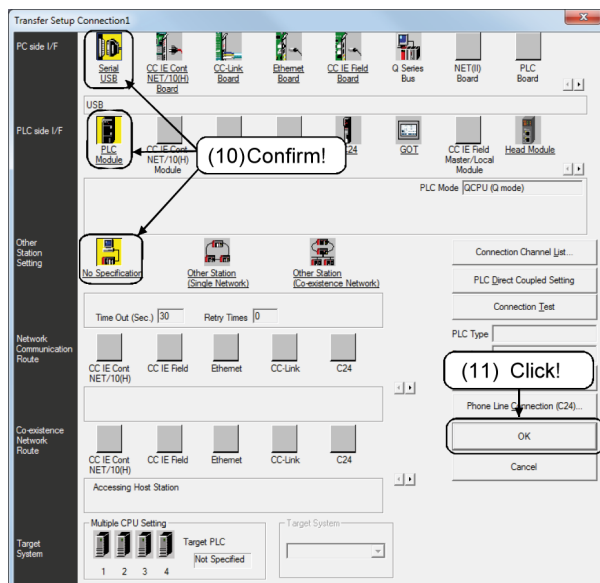 Transfer Setup Connection1
PC side I/F
Serial
USB
CC IE Cont
NET/10(H)
Board
CC-Link
Board
Ethernet
Board
CC IE Field
Board
Q Series
Bus
NET(II)
Board
PLC
Board
USB
PLC side I/F
PLC
Module
CC IE Cont
NET/10(H)
Module
C24
GOT
CC IE Field
Master/Local
Module
Head Module
(10)Confirm!
PLC Mode QCPU (Q mode)
Other
Station
Setting
No Specification
Other Station
(Single Network)
Other Station
(Co-existence Network)
Connection Channel List...
PLC Direct Coupled Setting
Connection Test
Time Out (Sec.) 30 Retry Times 0
PLC Type
Network
Communication
Route
CC IE Cont
NET/10(H)
CC IE Field
Ethernet
CC-Link
C24
(11) Click!
Phone Line Connection (C24)...
OK
Cancel
Co-existence
Network
Route
CC IE Cont
NET/10(H)
CC IE Field
Ethernet
CC-Link
C24
Accessing Host Station
Target
System
Multiple CPU Setting
1 2 3 4
Target PLC
Not Specified
Target System